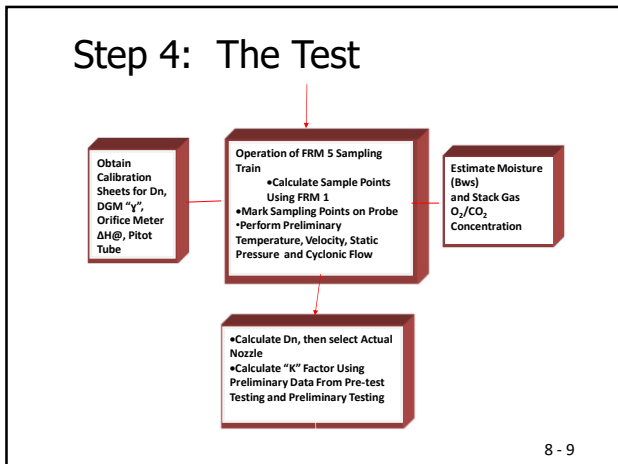 Step 4: The Test
Obtain
Calibration
Sheets for Dn,
DGM “ɣ”,
Orifice Meter
ΔH@, Pitot
Tube
Operation of FRM 5 Sampling
Train
•Calculate Sample Points
Using FRM 1
•Mark Sampling Points on Probe
•Perform Preliminary
Temperature, Velocity, Static
Pressure and Cyclonic Flow
Estimate Moisture
(Bws)
and Stack Gas
O₂/CO₂
Concentration
•Calculate Dn, then select Actual
Nozzle
•Calculate “K” Factor Using
Preliminary Data From Pre-test
Testing and Preliminary Testing
8 - 9